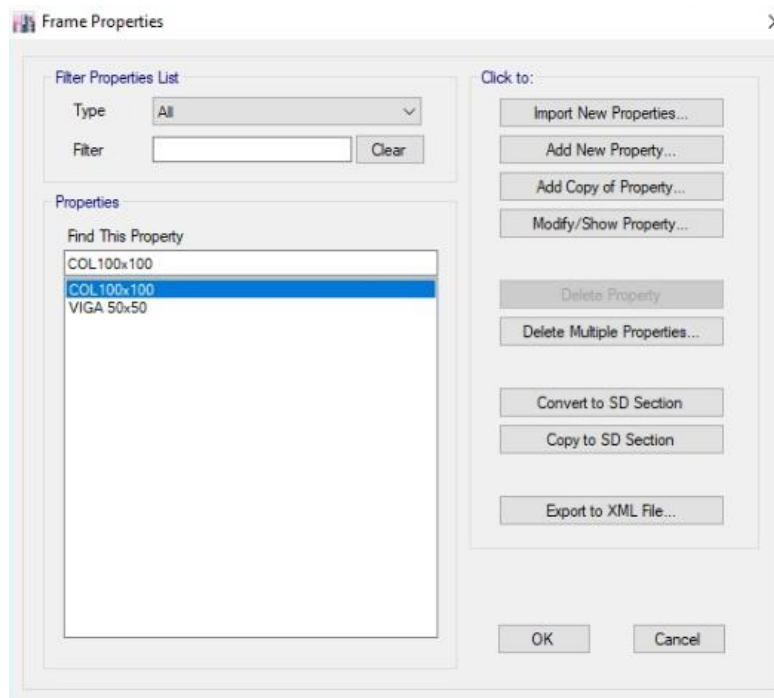 Frame Properties
Filter Properties List
Type
All
Filter
Clear
Properties
Find This Property
COL100x100
COL100x100
VIGA 50x50
Click to:
Import New Properties...
Add New Property...
Add Copy of Property...
Modify/Show Property...
Delete Property
Delete Multiple Properties...
Convert to SD Section
Copy to SD Section
Export to XML File...
OK
Cancel